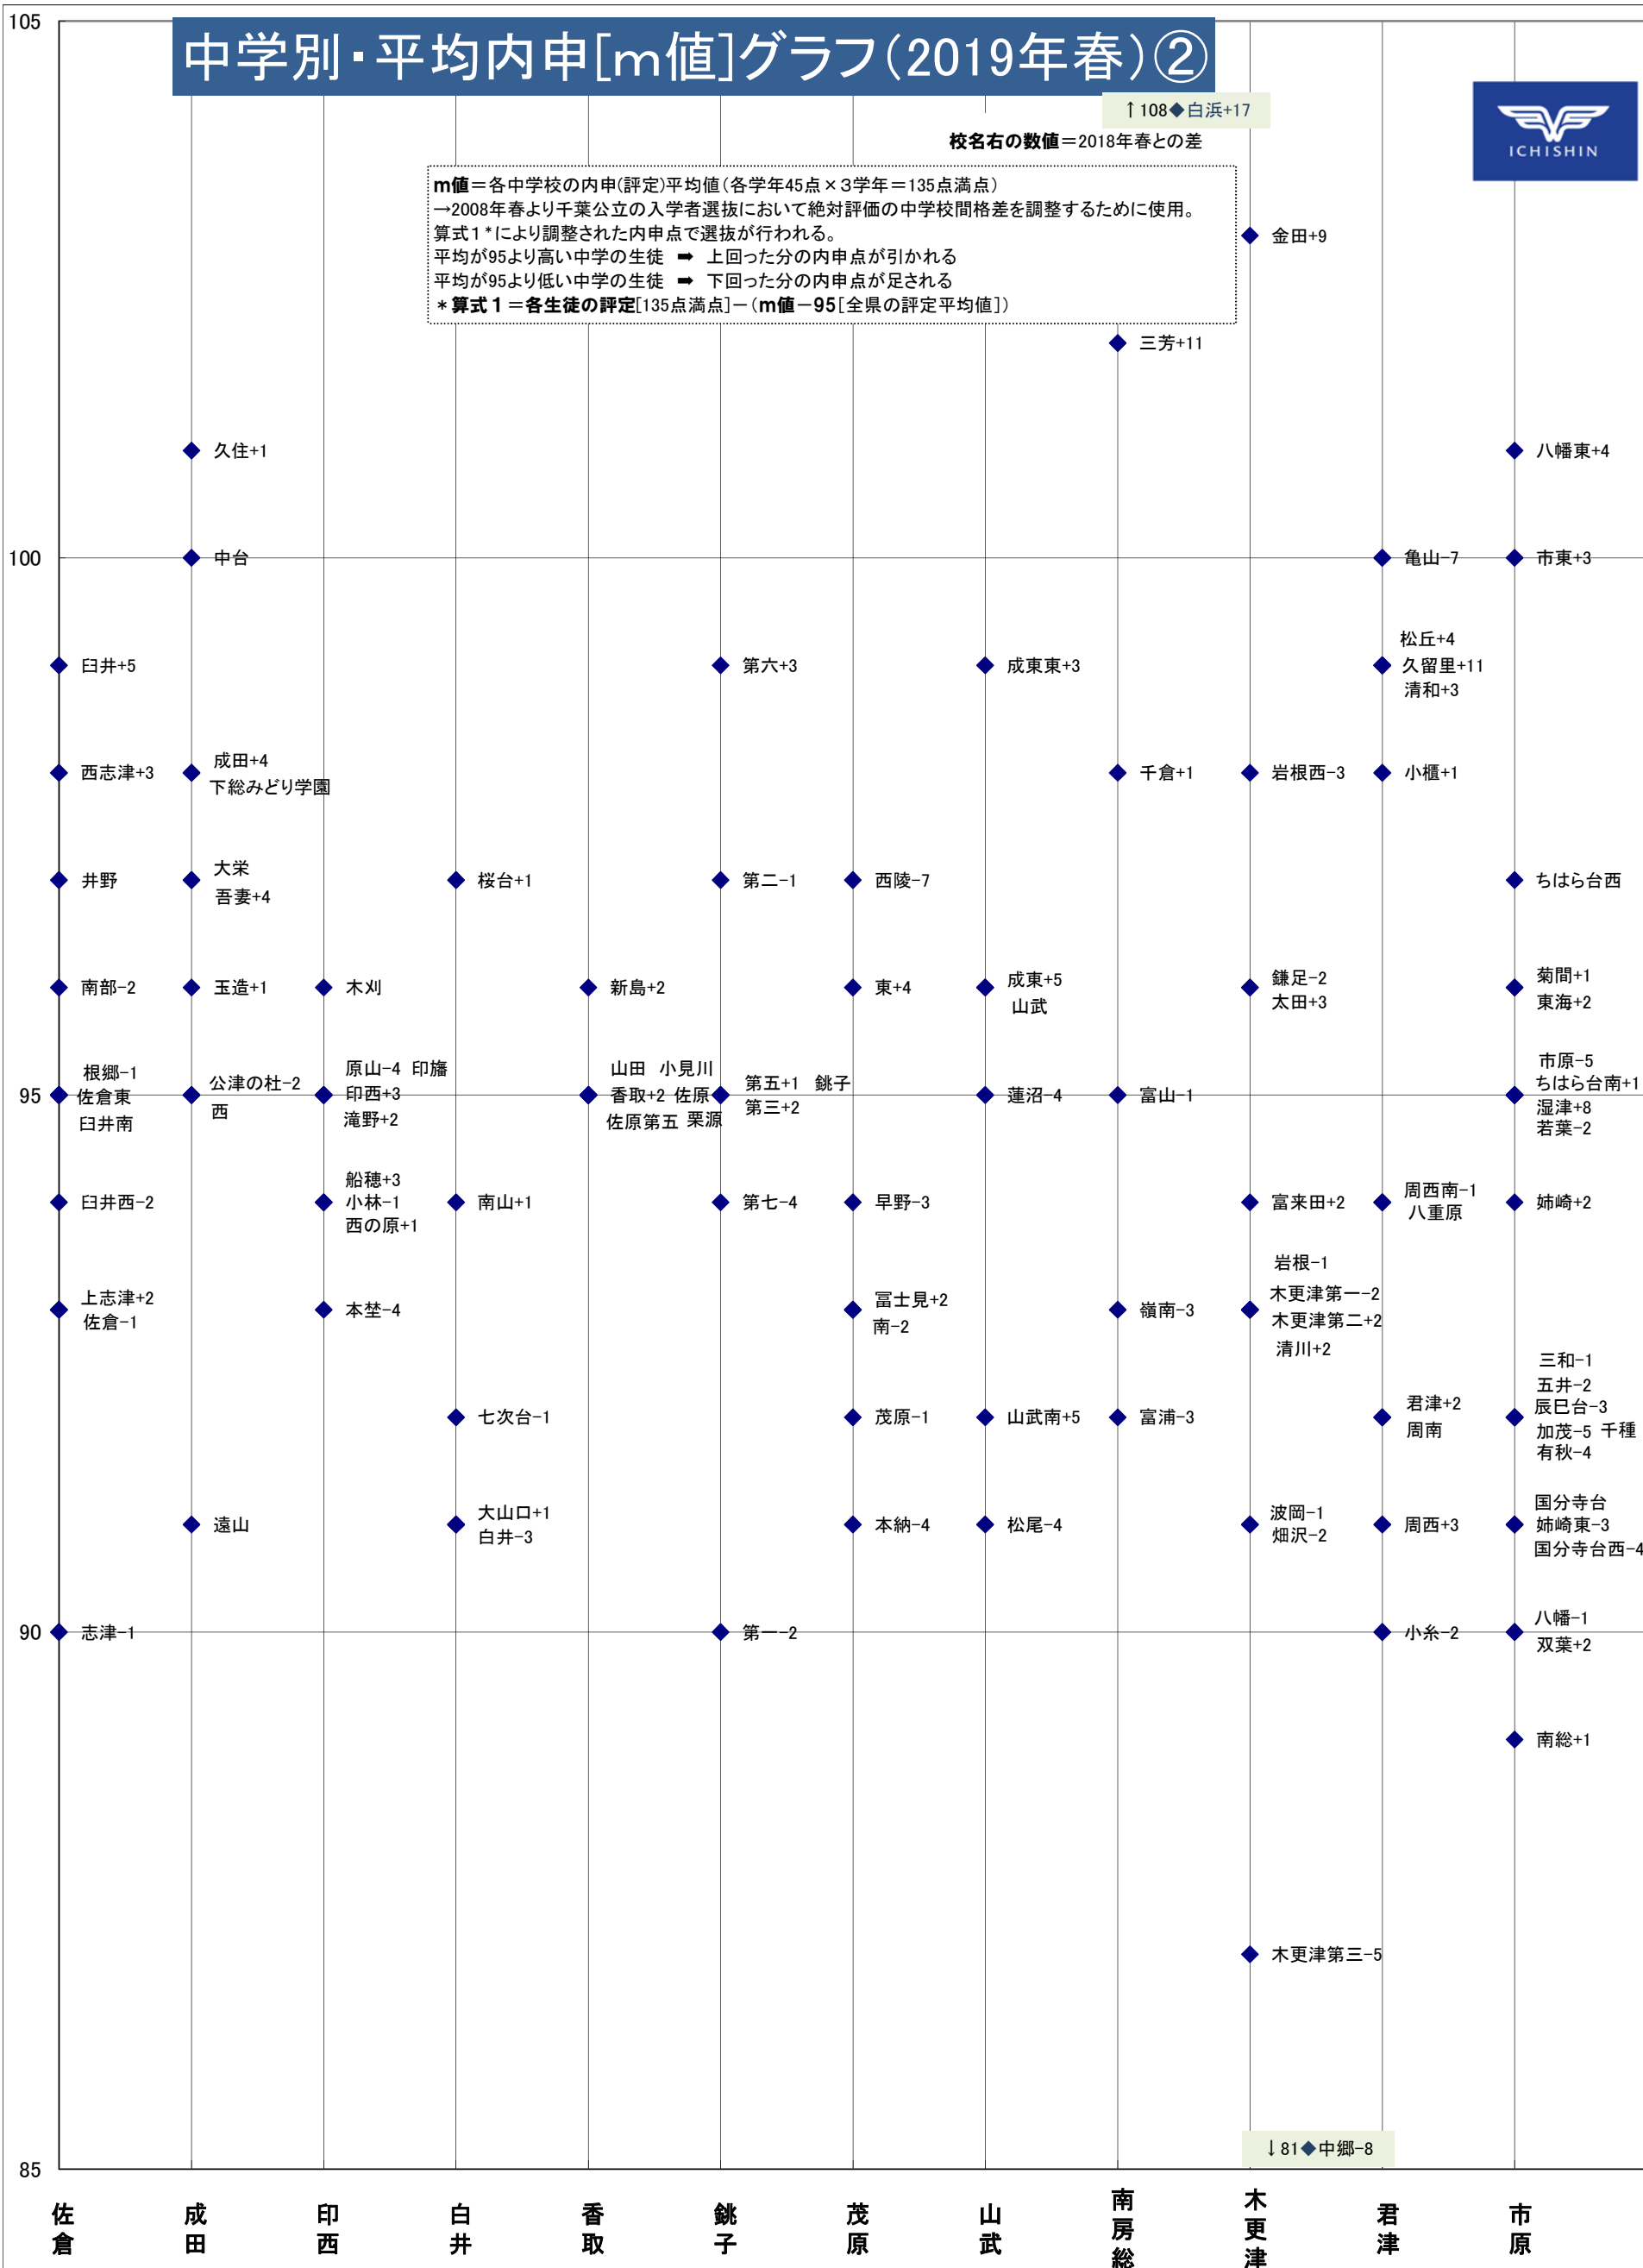 105
中学別・平均内申[m値]グラフ(2019年春)②
↑108◆白浜+17
校名右の数値=2018年春との差
ICHISHIN
m値=各中学校の内申(評定)平均値(各学年45点×3学年=135点満点)
→2008年春より千葉公立の入学者選抜において絶対評価の中学校間格差を調整するために使用。
算式1*により調整された内申点で選抜が行われる。
平均が95より高い中学の生徒 ➡ 上回った分の内申点が引かれる
平均が95より低い中学の生徒 ➡ 下回った分の内申点が足される
*算式1=各生徒の評定[135点満点]-(m値-95[全県の評定平均値])
金田+9
三芳+11
久住+1
八幡東+4
100
中台
亀山-7
市東+3
臼井+5
第六+3
成東東+3
松丘+4
久留里+11
清和+3
西志津+3
成田+4
下総みどり学園
千倉+1
岩根西-3
小櫃+1
井野
大栄
吾妻+4
桜台+1
第二-1
西陵-7
ちはら台西
南部-2
玉造+1
木刈
新島+2
東+4
成東+5
山武
鎌足-2
太田+3
菊間+1
東海+2
95
根郷-1
佐倉東
臼井南
公津の杜-2
西
原山-4 印旛
印西+3
滝野+2
山田 小見川
香取+2 佐原
佐原第五 栗源
第五+1 銚子
第三+2
蓮沼-4
富山-1
市原-5
ちはら台南+1
湿津+8
若葉-2
臼井西-2
船穂+3
小林-1
西の原+1
南山+1
第七-4
早野-3
富来田+2
周西南-1
八重原
姉崎+2
上志津+2
佐倉-1
本埜-4
冨士見+2
南-2
嶺南-3
岩根-1
木更津第一-2
木更津第二+2
清川+2
七次台-1
茂原-1
山武南+5
富浦-3
君津+2
周南
三和-1
五井-2
辰巳台-3
加茂-5 千種
有秋-4
遠山
大山口+1
白井-3
本納-4
松尾-4
波岡-1
畑沢-2
周西+3
国分寺台
姉崎東-3
国分寺台西-4
90
志津-1
第一-2
小糸-2
八幡-1
双葉+2
南総+1
木更津第三-5
↓81◆中郷-8
85
佐倉
成田
印西
白井
香取
銚子
茂原
山武
南房総
木更津
君津
市原